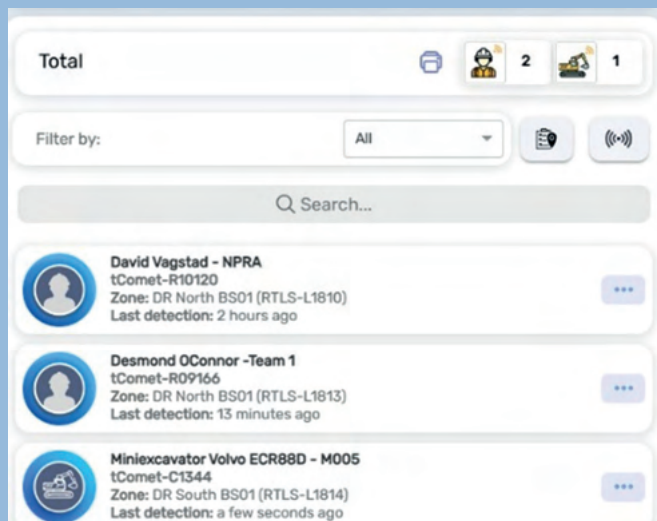 Total
2
1
Filter by:
All
Search...
David Vagstad - NPRA
tComet-R10120
Zone: DR North BS01 (RTLS-L1810)
Last detection: 2 hours ago
Desmond OConnor -Team 1
tComet-R09166
Zone: DR North BS01 (RTLS-L1813)
Last detection: 13 minutes ago
Miniexcavator Volvo ECR88D - M005
tComet-C1344
Zone: DR South BS01 (RTLS-L1814)
Last detection: a few seconds ago